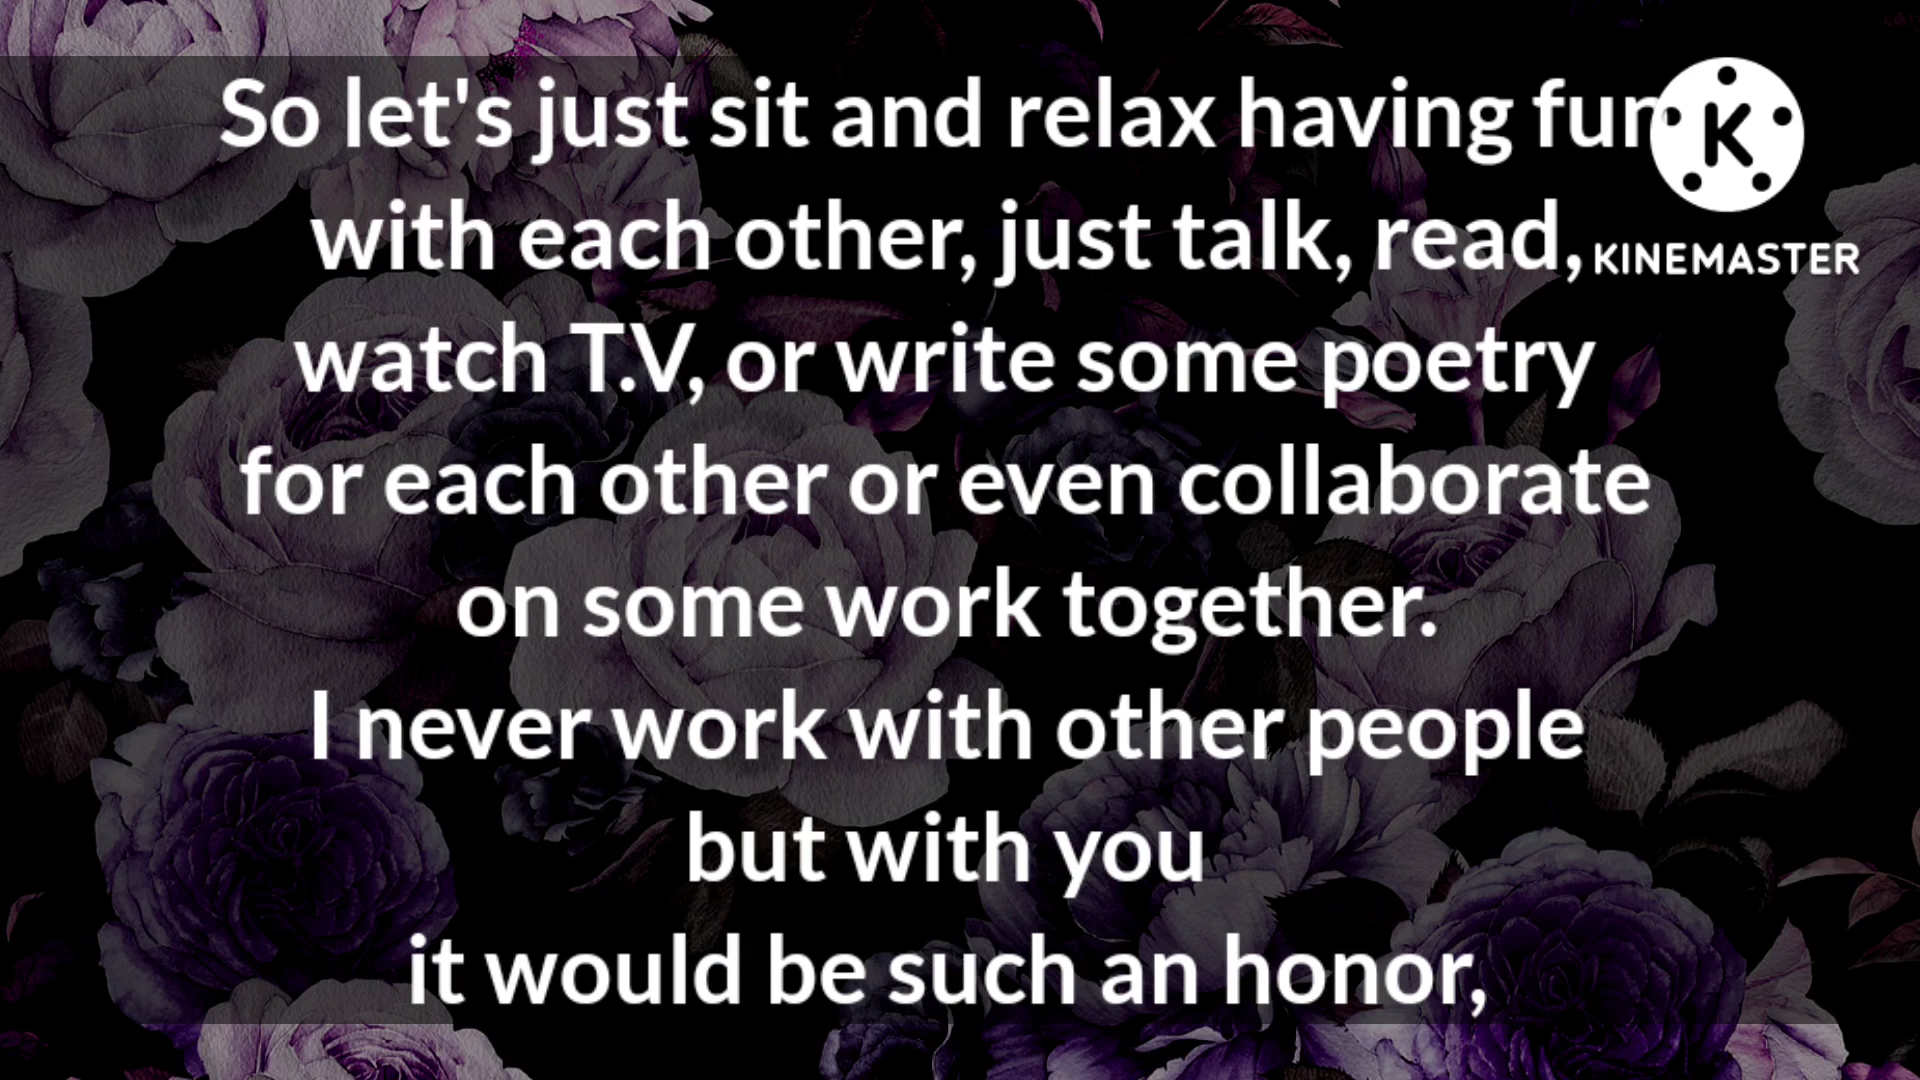 So let's just sit and relax having fun
with each other, just talk, read,
watch T.V, or write some poetry
for each other or even collaborate
on some work together.
I never work with other people
but with you
it would be such an honor,
K
KINEMASTER